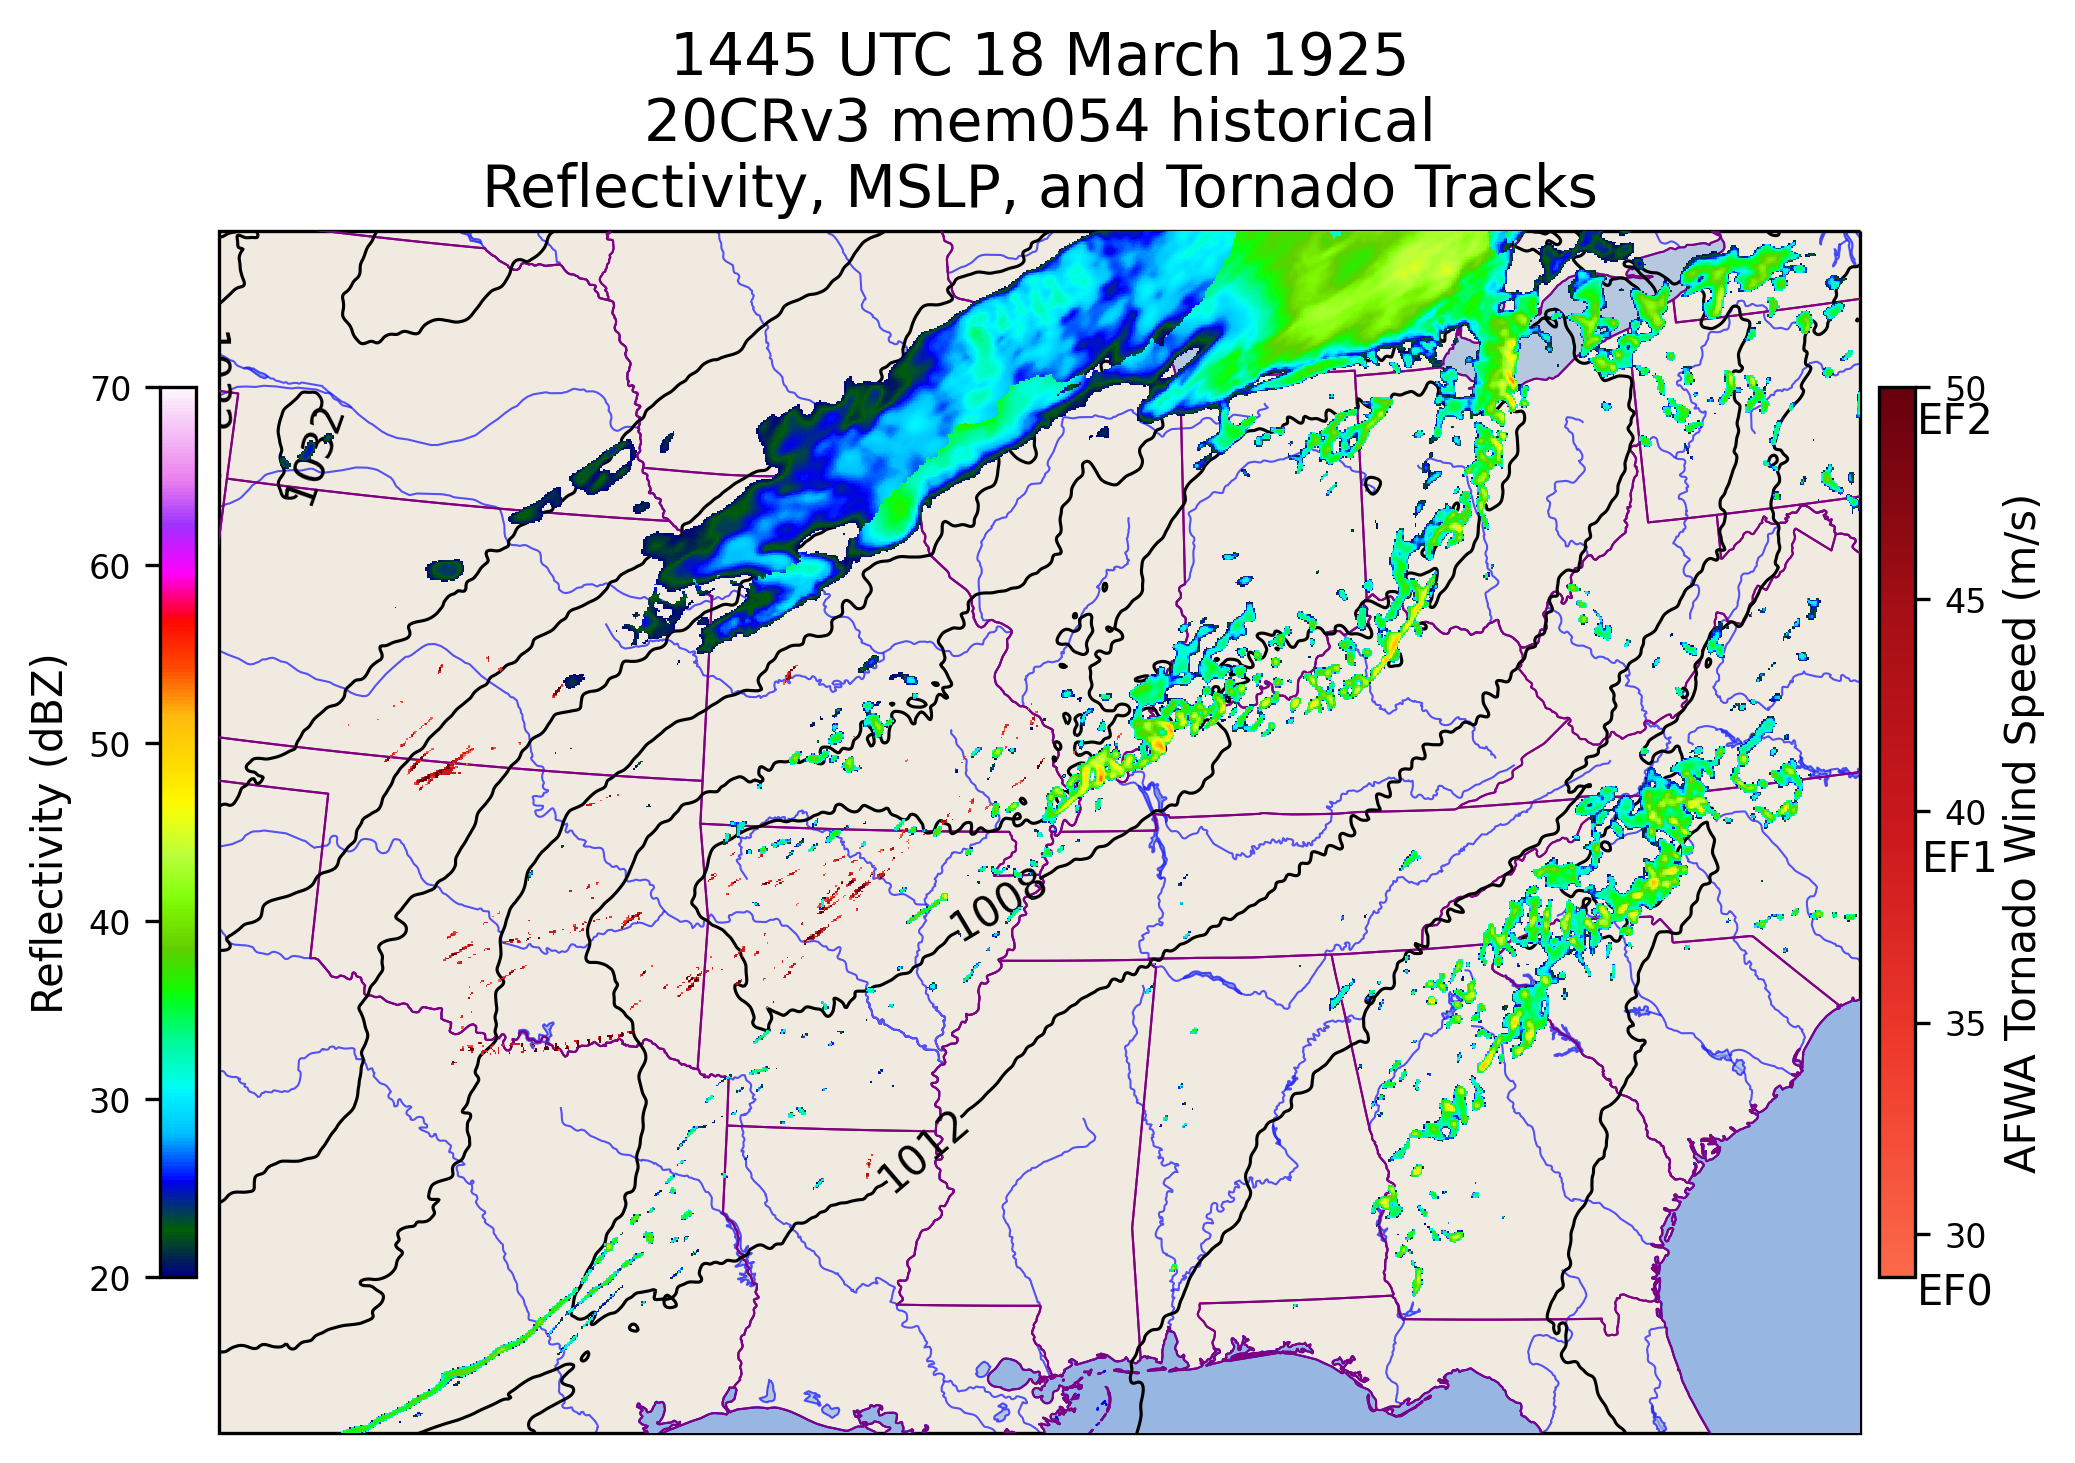 1445 UTC 18 March 1925
20CRv3 mem054 historical
Reflectivity, MSLP, and Tornado Tracks
70
60
50
40
30
20
Reflectivity (dBZ)
1032
1008
1012
50
EF2
45
40
EF1
35
30
EF0
AFWA Tornado Wind Speed (m/s)